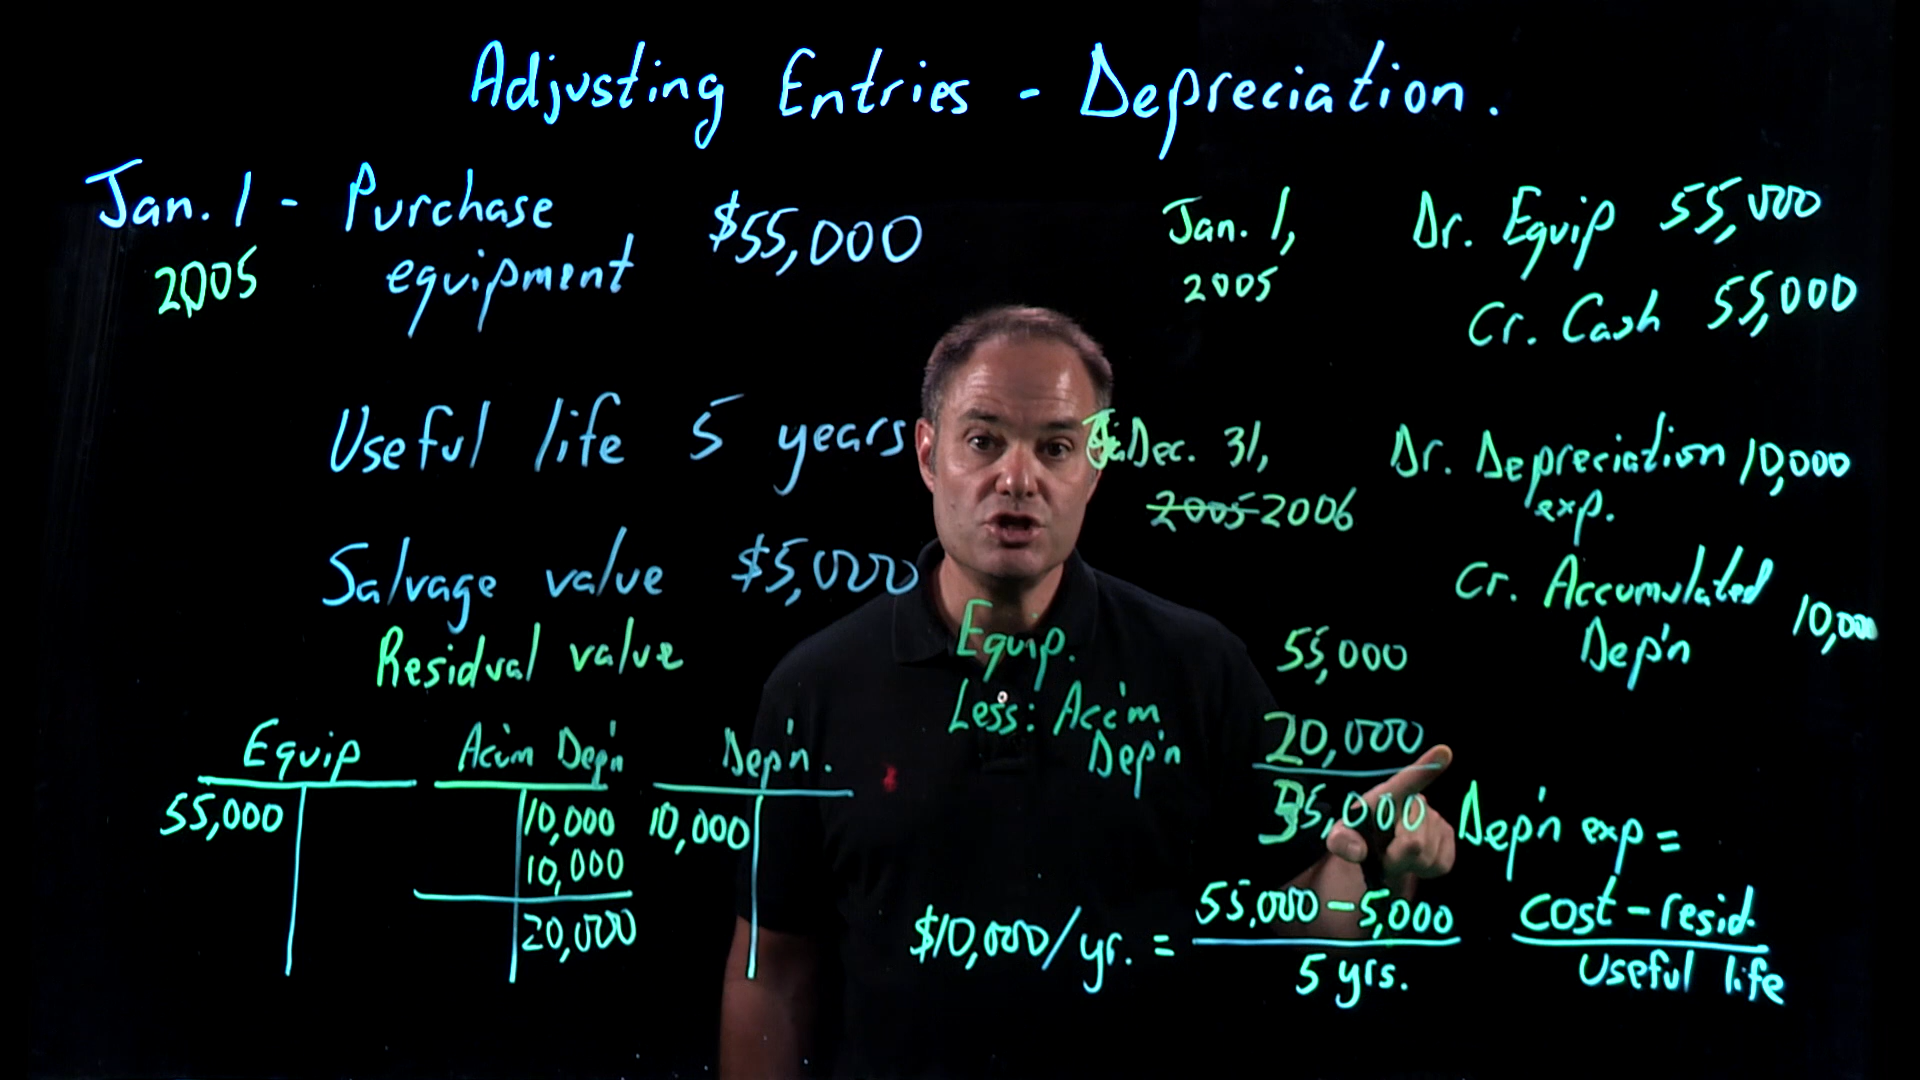 Adjusting Entries - Depreciation.
Jan. 1 - Purchase
2005 equipment $55,000
Useful life 5 years
Salvage value $5,000
Residual value
Jan. 1,
2005
Dr. Equip 55,000
Cr. Cash 55,000
Dec. 31,
2005 2006
Dr. Depreciation 10,000
exp.
Cr. Accumulated
Dep'n 10,000
Equip. 55,000
Less: Acc'm
Dep'n 20,000
35,000
Equip
55,000
Acc'm Dep'n
10,000
10,000
20,000
Dep'n.
10,000
Dep'n exp =
cost - resid.
useful life
$10,000/yr. = 55,000 - 5,000
5 yrs.